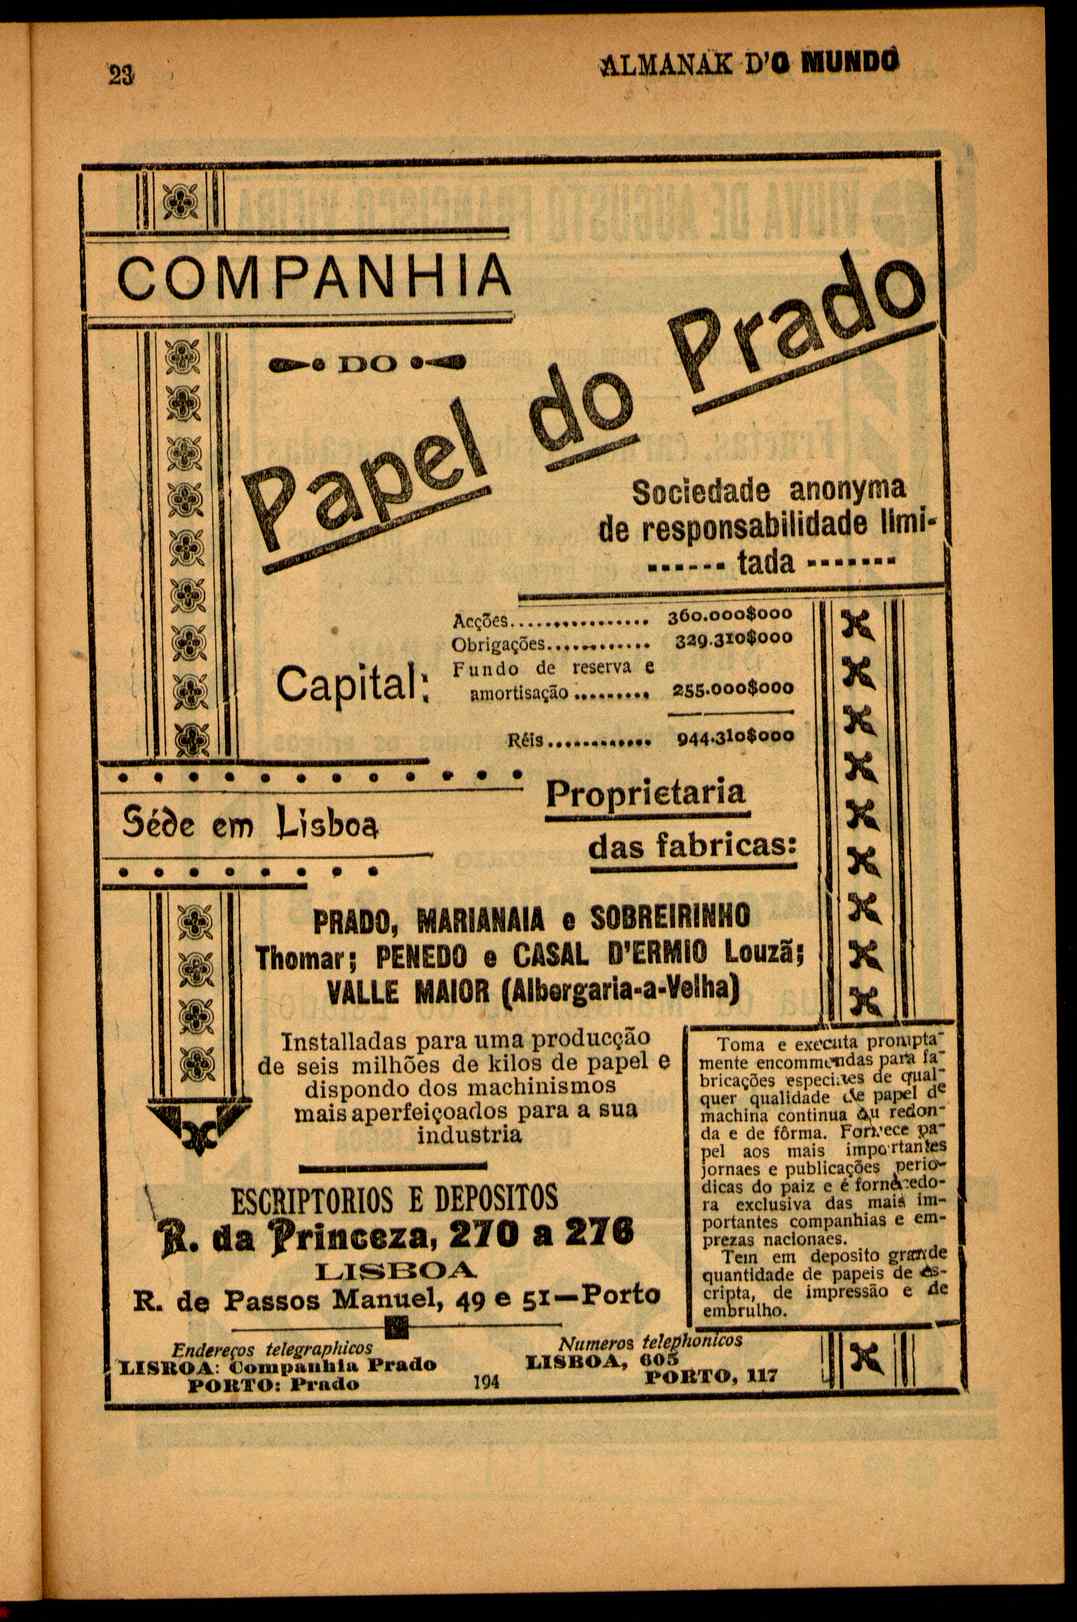 23
ALMANAK D'O MUNDO
COMPANHIA
DO
Papel do Prado
Sociedade anonyma
de responsabilidade limi-
tada
Capital:
Acções................ 360.000$000
Obrigações............ 329.310$000
Fundo de reserva e
amortisação ......... 255.000$000
Réis............ 944.310$000
Séde em Lisboa
Proprietaria
das fabricas:
PRADO, MARIANAIA e SOBREIRINHO
Thomar; PENEDO e CASAL D'ERMIO Louzã;
VALLE MAIOR (Albergaria-a-Velha)
Installadas para uma producção
de seis milhões de kilos de papel e
dispondo dos machinismos
mais aperfeiçoados para a sua
industria
Toma e executa prompta-
mente encommendas para fa-
bricações especiaes de qual-
quer qualidade de papel de
machina continua ou redon-
da e de fôrma. Fornece pa-
pel aos mais importantes
jornaes e publicações perio-
dicas do paiz e é fornecedo-
ra exclusiva das mais im-
portantes companhias e em-
prezas nacionaes.
Tem em deposito grande
quantidade de papeis de es-
cripta, de impressão e de
embrulho.
ESCRIPTORIOS E DEPOSITOS
R. da Princeza, 270 a 276
LISBOA
R. de Passos Manuel, 49 e 51—Porto
Endereços telegraphicos
LISBOA: Companhia Prado
PORTO: Prado
194
Numeros telephonicos
LISBOA, 605
PORTO, 117